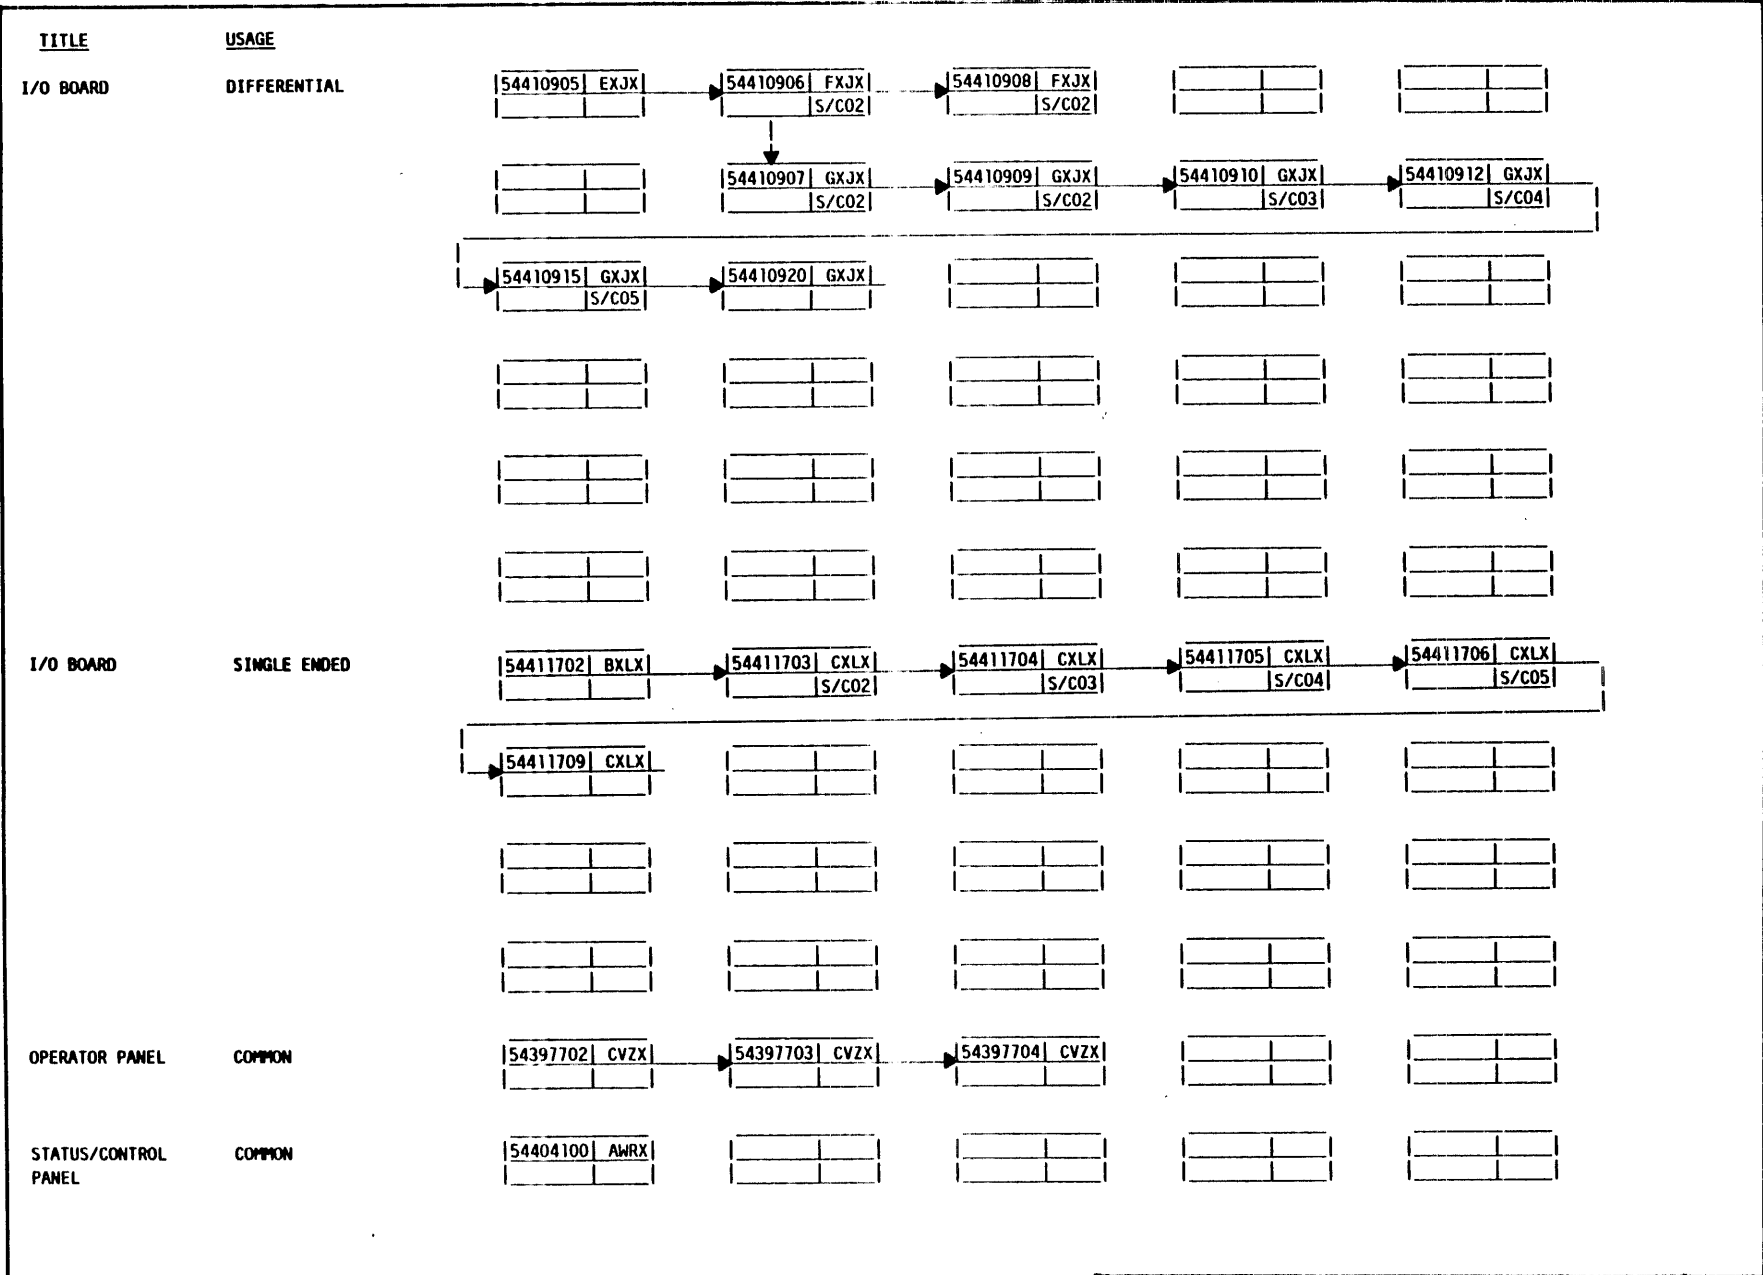 TITLE USAGE
I/O BOARD DIFFERENTIAL 54410905 EXJX 54410906 FXJX 54410908 FXJX
S/C02 S/C02
54410907 GXJX 54410909 GXJX 54410910 GXJX 54410912 GXJX
S/C02 S/C02 S/C03 S/C04
54410915 GXJX 54410920 GXJX
S/C05
I/O BOARD SINGLE ENDED 54411702 BXLX 54411703 CXLX 54411704 CXLX 54411705 CXLX 54411706 CXLX
S/C02 S/C03 S/C04 S/C05
54411709 CXLX
OPERATOR PANEL COMMON 54397702 CVZX 54397703 CVZX 54397704 CVZX
STATUS/CONTROL COMMON 54404100 AWRX
PANEL